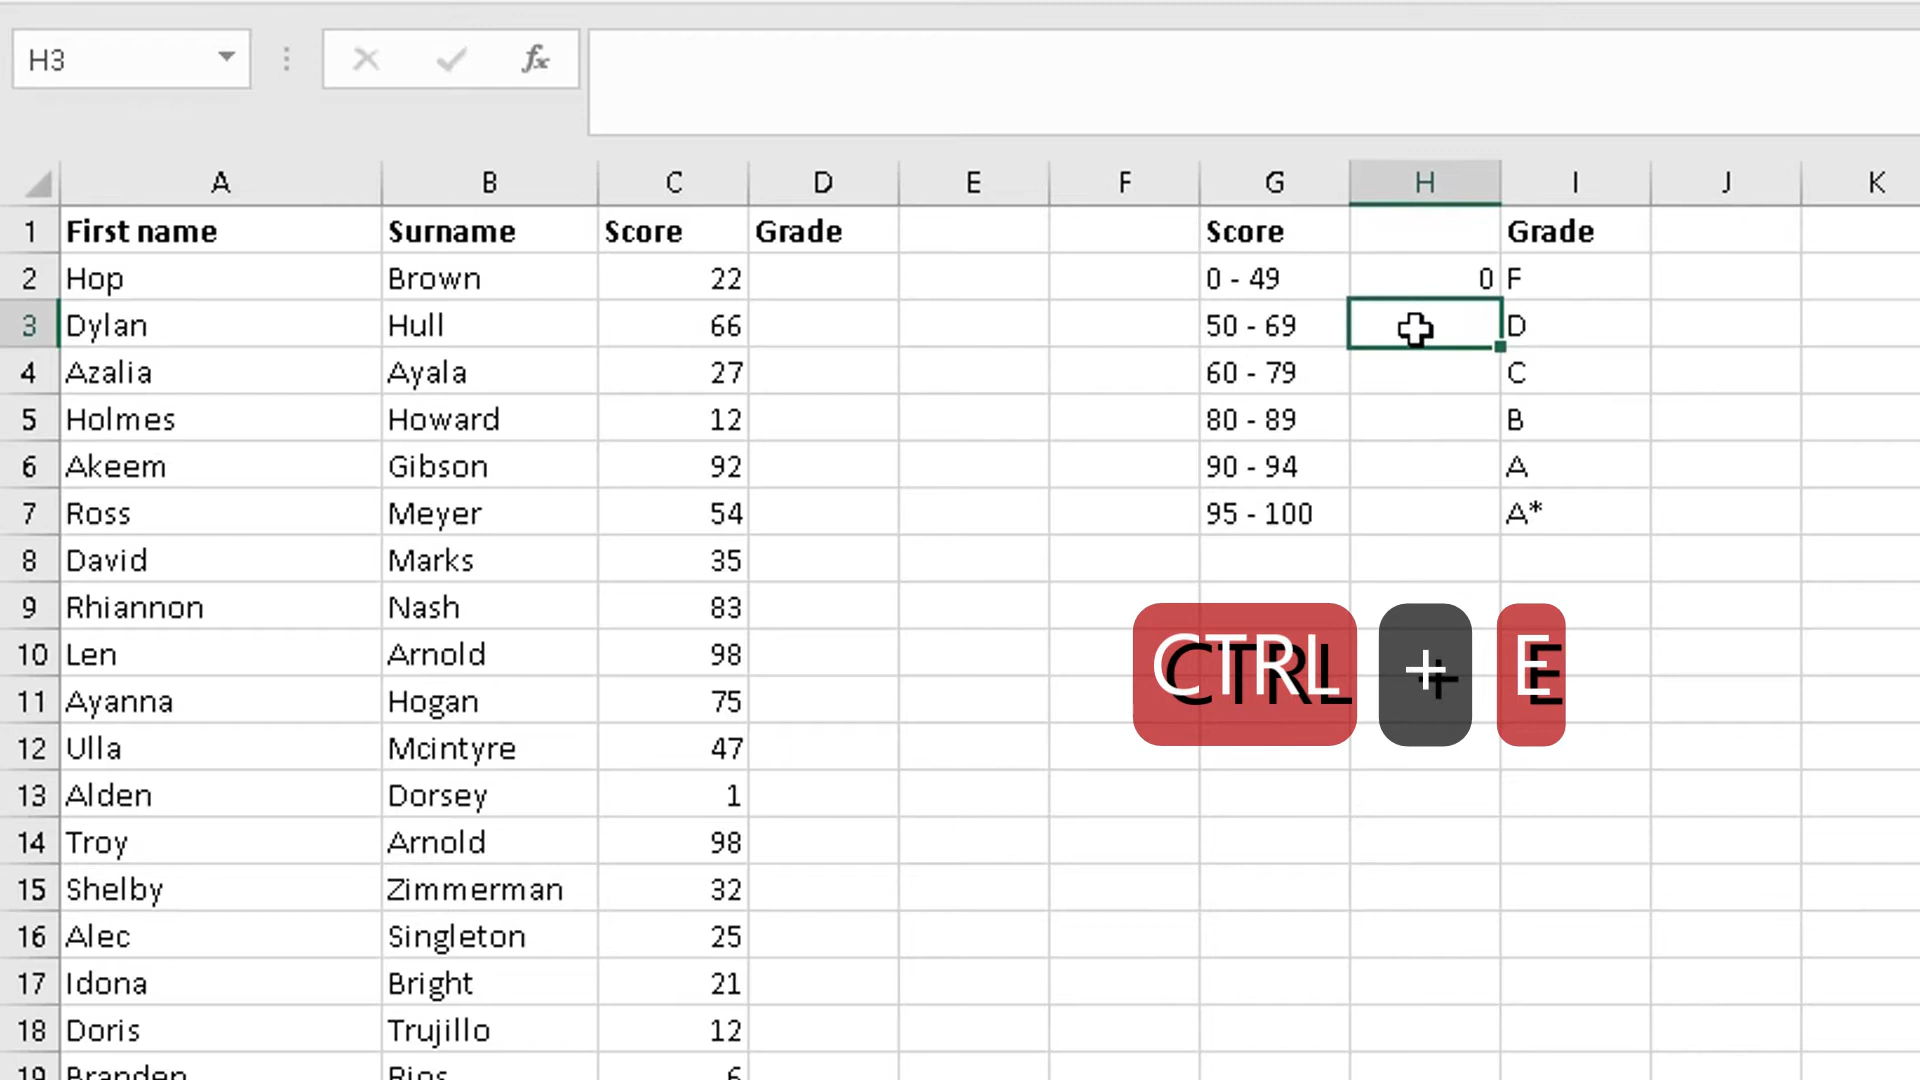 H3 fx
A B C D E F G H I J K
1 First name Surname Score Grade Score Grade
2 Hop Brown 22 0 - 49 0 F
3 Dylan Hull 66 50 - 69 D
4 Azalia Ayala 27 60 - 79 C
5 Holmes Howard 12 80 - 89 B
6 Akeem Gibson 92 90 - 94 A
7 Ross Meyer 54 95 - 100 A*
8 David Marks 35
9 Rhiannon Nash 83
10 Len Arnold 98
CTRL + E
11 Ayanna Hogan 75
12 Ulla Mcintyre 47
13 Alden Dorsey 1
14 Troy Arnold 98
15 Shelby Zimmerman 32
16 Alec Singleton 25
17 Idona Bright 21
18 Doris Trujillo 12
19 Branden Rios 6